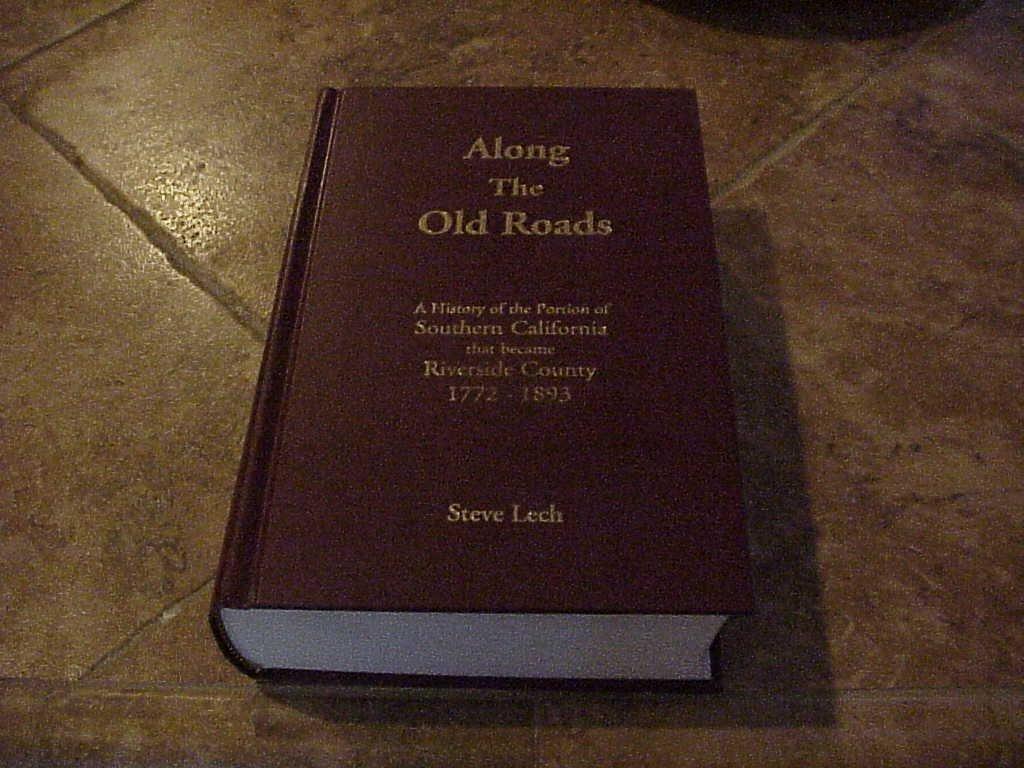 Along
The
Old Roads
A History of the Portion of
Southern California
that became
Riverside County
1772 - 1893
Steve Lech